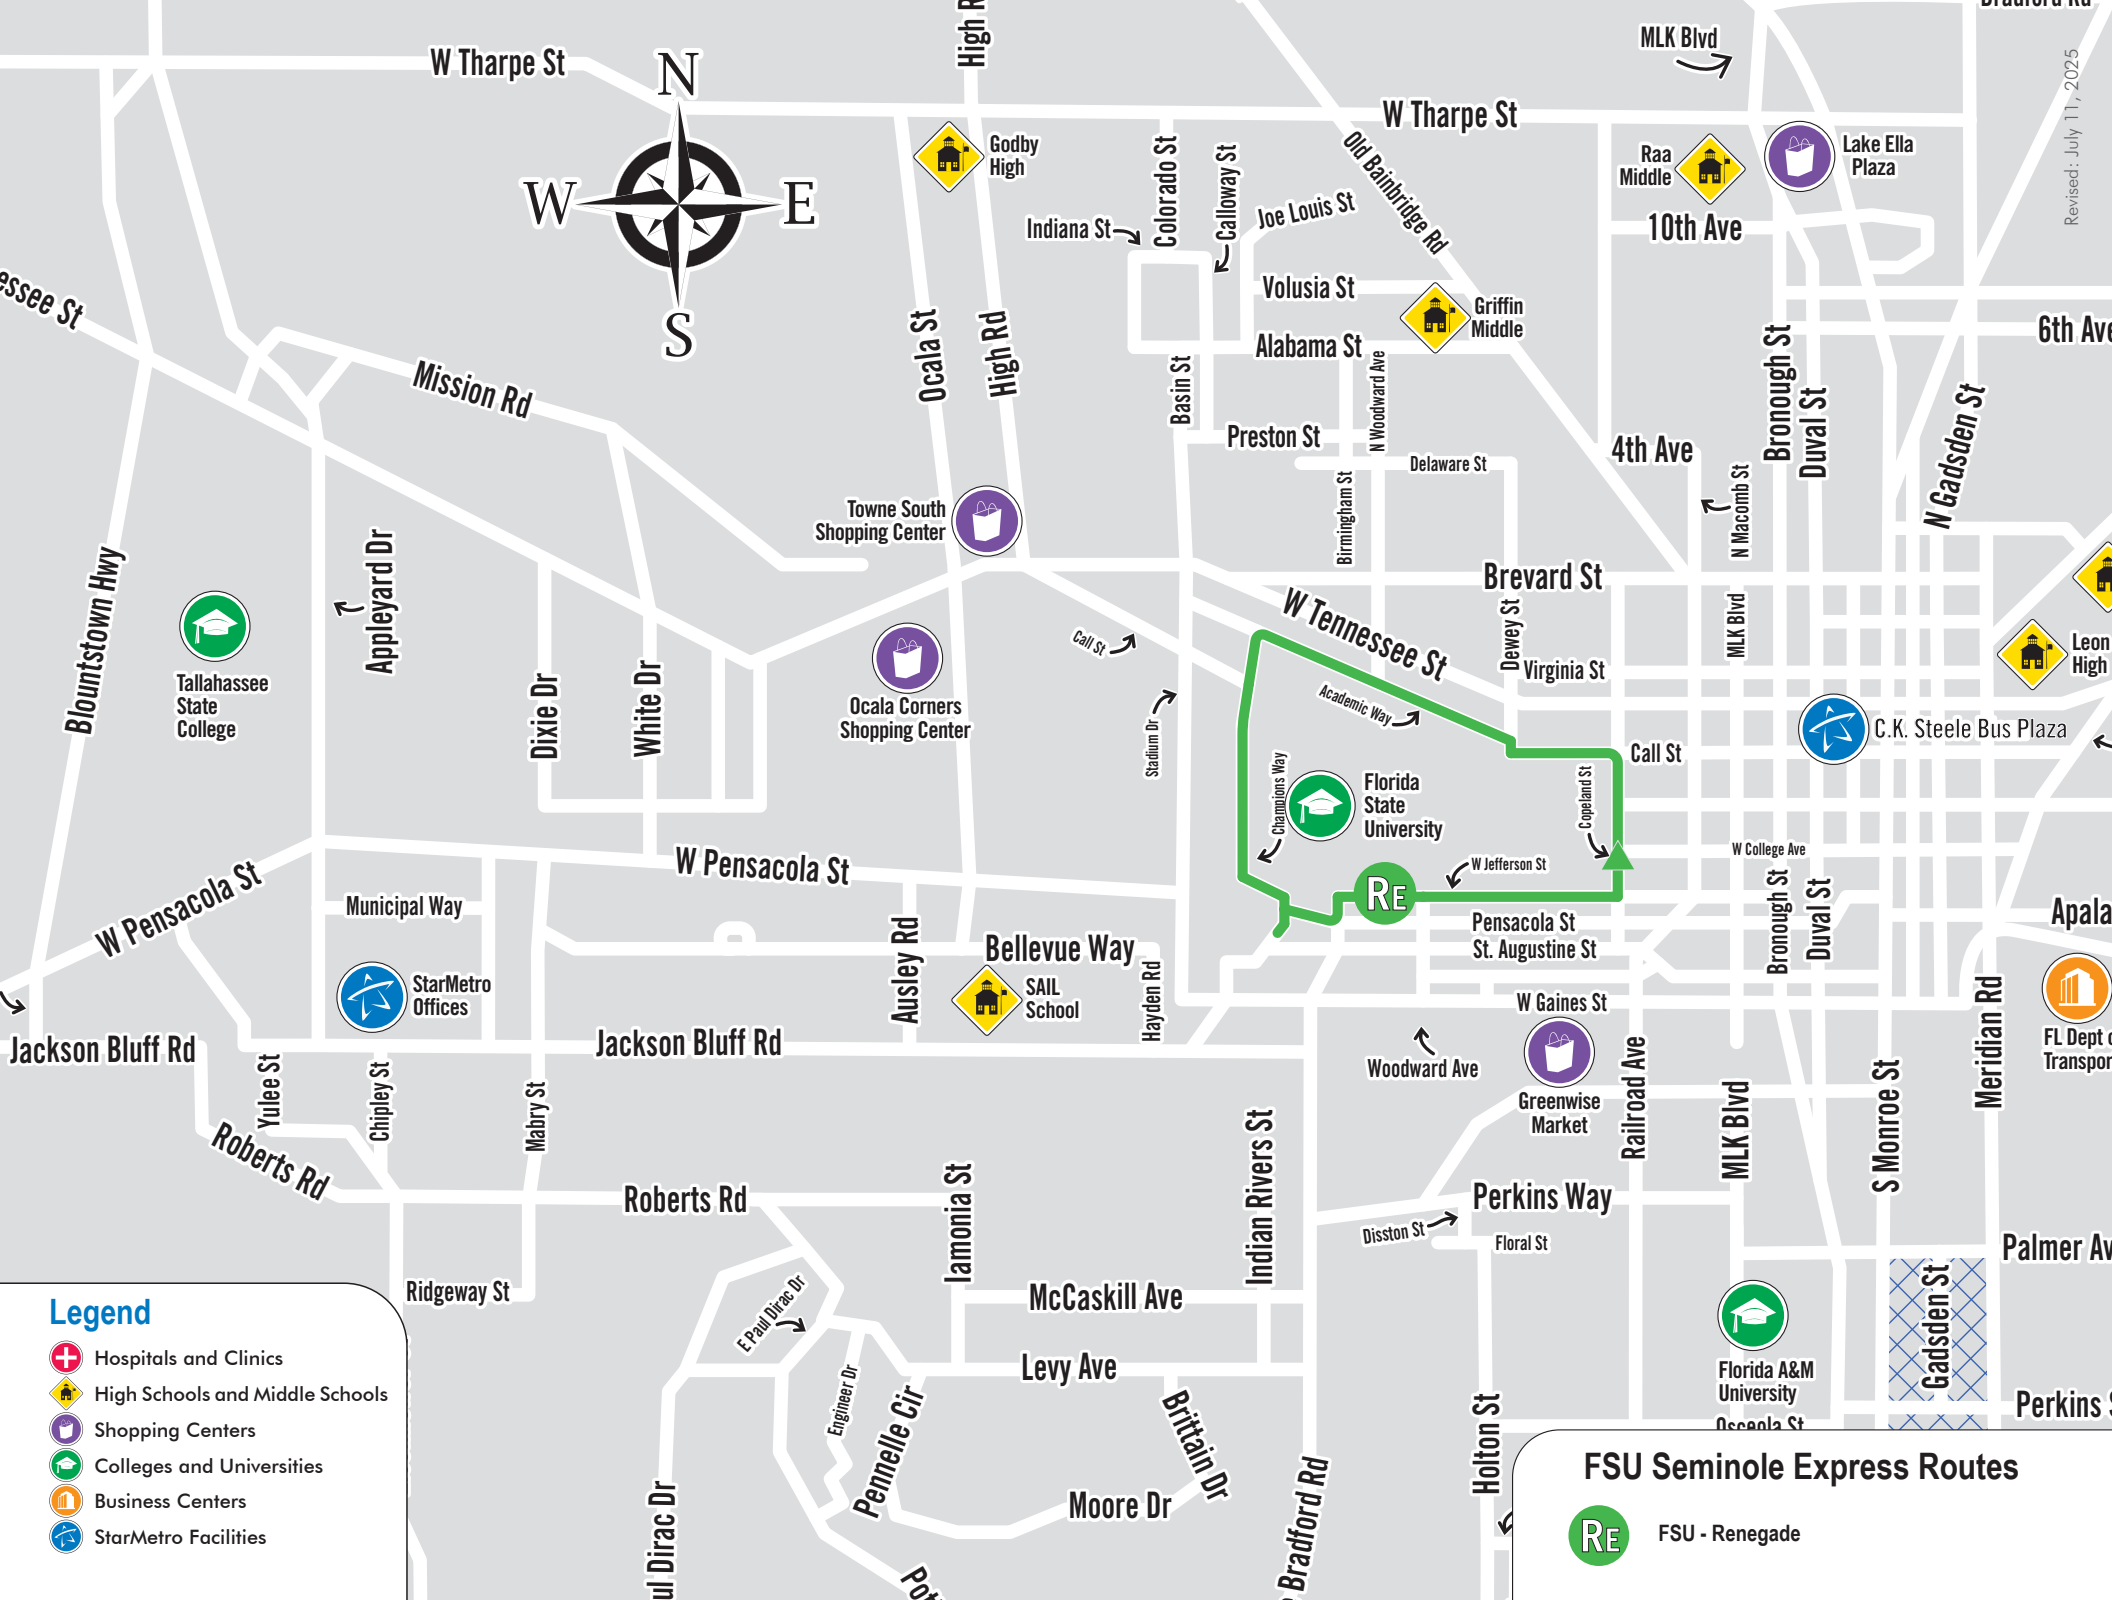 Bradford Rd
MLK Blvd
High R
W Tharpe St
N
W Tharpe St
Revised: July 11, 2025
Godby
High
Colorado St
Calloway St
Old Bainbridge Rd
Raa
Middle
Lake Ella
Plaza
W
E
Indiana St
Joe Louis St
10th Ave
essee St
S
Volusia St
Griffin
Middle
6th Ave
Ocala St
High Rd
Alabama St
Mission Rd
Basin St
N Woodward Ave
Bronough St
Duval St
N Gadsden St
Preston St
4th Ave
Delaware St
Birmingham St
N Macomb St
Towne South
Shopping Center
Blountstown Hwy
Appleyard Dr
Brevard St
W Tennessee St
Dewey St
MLK Blvd
Call St
Virginia St
Leon
High
Tallahassee
State
College
Dixie Dr
White Dr
Ocala Corners
Shopping Center
Stadium Dr
Academic Way
C.K. Steele Bus Plaza
Call St
Champions Way
Florida
State
University
Copeland St
W Pensacola St
W Pensacola St
W Jefferson St
W College Ave
RE
Municipal Way
Ausley Rd
Bellevue Way
Pensacola St
St. Augustine St
Bronough St
Duval St
Apala
StarMetro
Offices
SAIL
School
Hayden Rd
W Gaines St
Meridian Rd
Jackson Bluff Rd
Jackson Bluff Rd
Woodward Ave
FL Dept o
Transpor
Yulee St
Chipley St
Mabry St
Greenwise
Market
Railroad Ave
MLK Blvd
S Monroe St
Roberts Rd
Roberts Rd
Iamonia St
Indian Rivers St
Perkins Way
Disston St
Floral St
Palmer Av
Ridgeway St
E Paul Dirac Dr
McCaskill Ave
Gadsden St
Levy Ave
Engineer Dr
Pennelle Cir
Brittain Dr
Florida A&M
University
Osceola St
Perkins S
Holton St
Moore Dr
ul Dirac Dr
Bradford Rd
Pot
Legend
Hospitals and Clinics
High Schools and Middle Schools
Shopping Centers
Colleges and Universities
Business Centers
StarMetro Facilities
FSU Seminole Express Routes
RE
FSU - Renegade